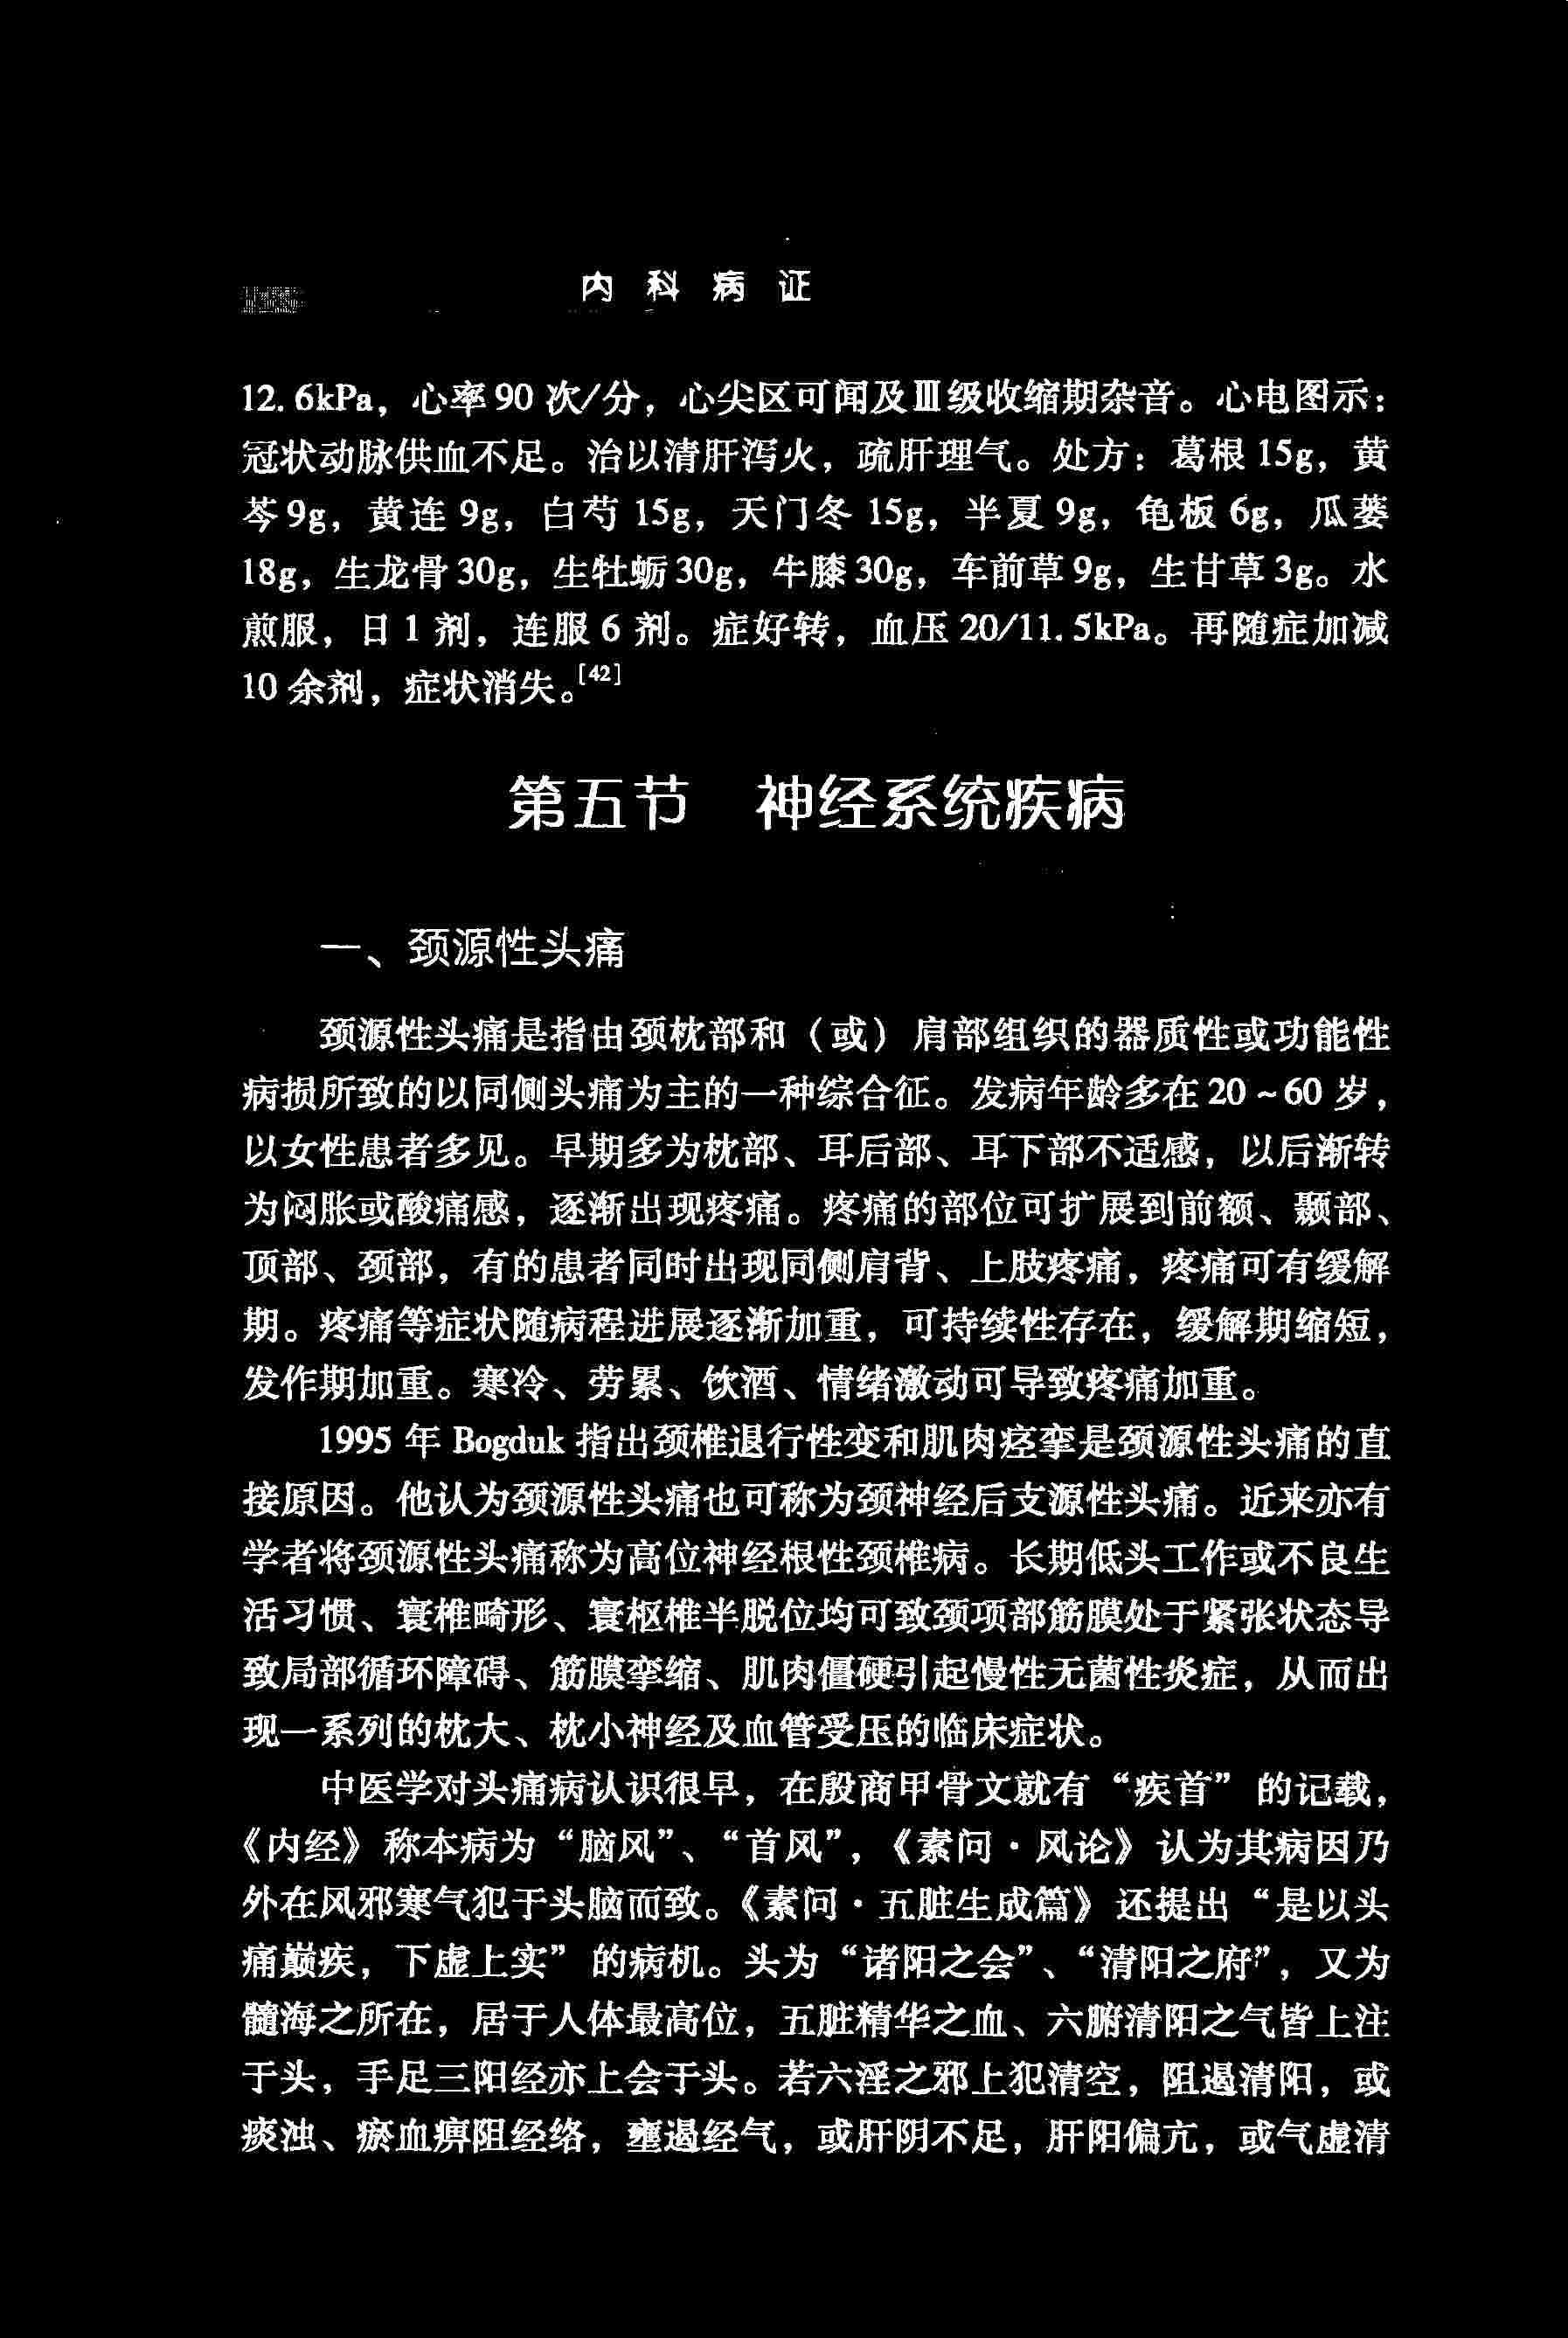 内科病证
12.6kPa，心率90次/分，心尖区可闻及Ⅲ级收缩期杂音。心电图示：
冠状动脉供血不足。治以清肝泻火，疏肝理气。处方：葛根15g，黄
芩9g，黄连9g，白芍15g，天门冬15g，半夏9g，龟板6g，瓜蒌
18g，生龙骨30g，生牡蛎30g，牛膝30g，车前草9g，生甘草3g。水
煎服，日1剂，连服6剂。症好转，血压20/11.5kPa。再随症加减
10余剂，症状消失。[42]
第五节　神经系统疾病
一、颈源性头痛
颈源性头痛是指由颈枕部和（或）肩部组织的器质性或功能性
病损所致的以同侧头痛为主的一种综合征。发病年龄多在20~60岁，
以女性患者多见。早期多为枕部、耳后部、耳下部不适感，以后渐转
为闷胀或酸痛感，逐渐出现疼痛。疼痛的部位可扩展到前额、颞部、
顶部、颈部，有的患者同时出现同侧肩背、上肢疼痛，疼痛可有缓解
期。疼痛等症状随病程进展逐渐加重，可持续性存在，缓解期缩短，
发作期加重。寒冷、劳累、饮酒、情绪激动可导致疼痛加重。
1995年Bogduk指出颈椎退行性变和肌肉痉挛是颈源性头痛的直
接原因。他认为颈源性头痛也可称为颈神经后支源性头痛。近来亦有
学者将颈源性头痛称为高位神经根性颈椎病。长期低头工作或不良生
活习惯、寰椎畸形、寰枢椎半脱位均可致颈项部筋膜处于紧张状态导
致局部循环障碍、筋膜挛缩、肌肉僵硬引起慢性无菌性炎症，从而出
现一系列的枕大、枕小神经及血管受压的临床症状。
中医学对头痛病认识很早，在殷商甲骨文就有“疾首”的记载，
《内经》称本病为“脑风”、“首风”，《素问·风论》认为其病因乃
外在风邪寒气犯于头脑而致。《素问·五脏生成篇》还提出“是以头
痛巅疾，下虚上实”的病机。头为“诸阳之会”、“清阳之府”，又为
髓海之所在，居于人体最高位，五脏精华之血、六腑清阳之气皆上注
于头，手足三阳经亦上会于头。若六淫之邪上犯清空，阻遏清阳，或
痰浊、瘀血痹阻经络，壅遏经气，或肝阴不足，肝阳偏亢，或气虚清